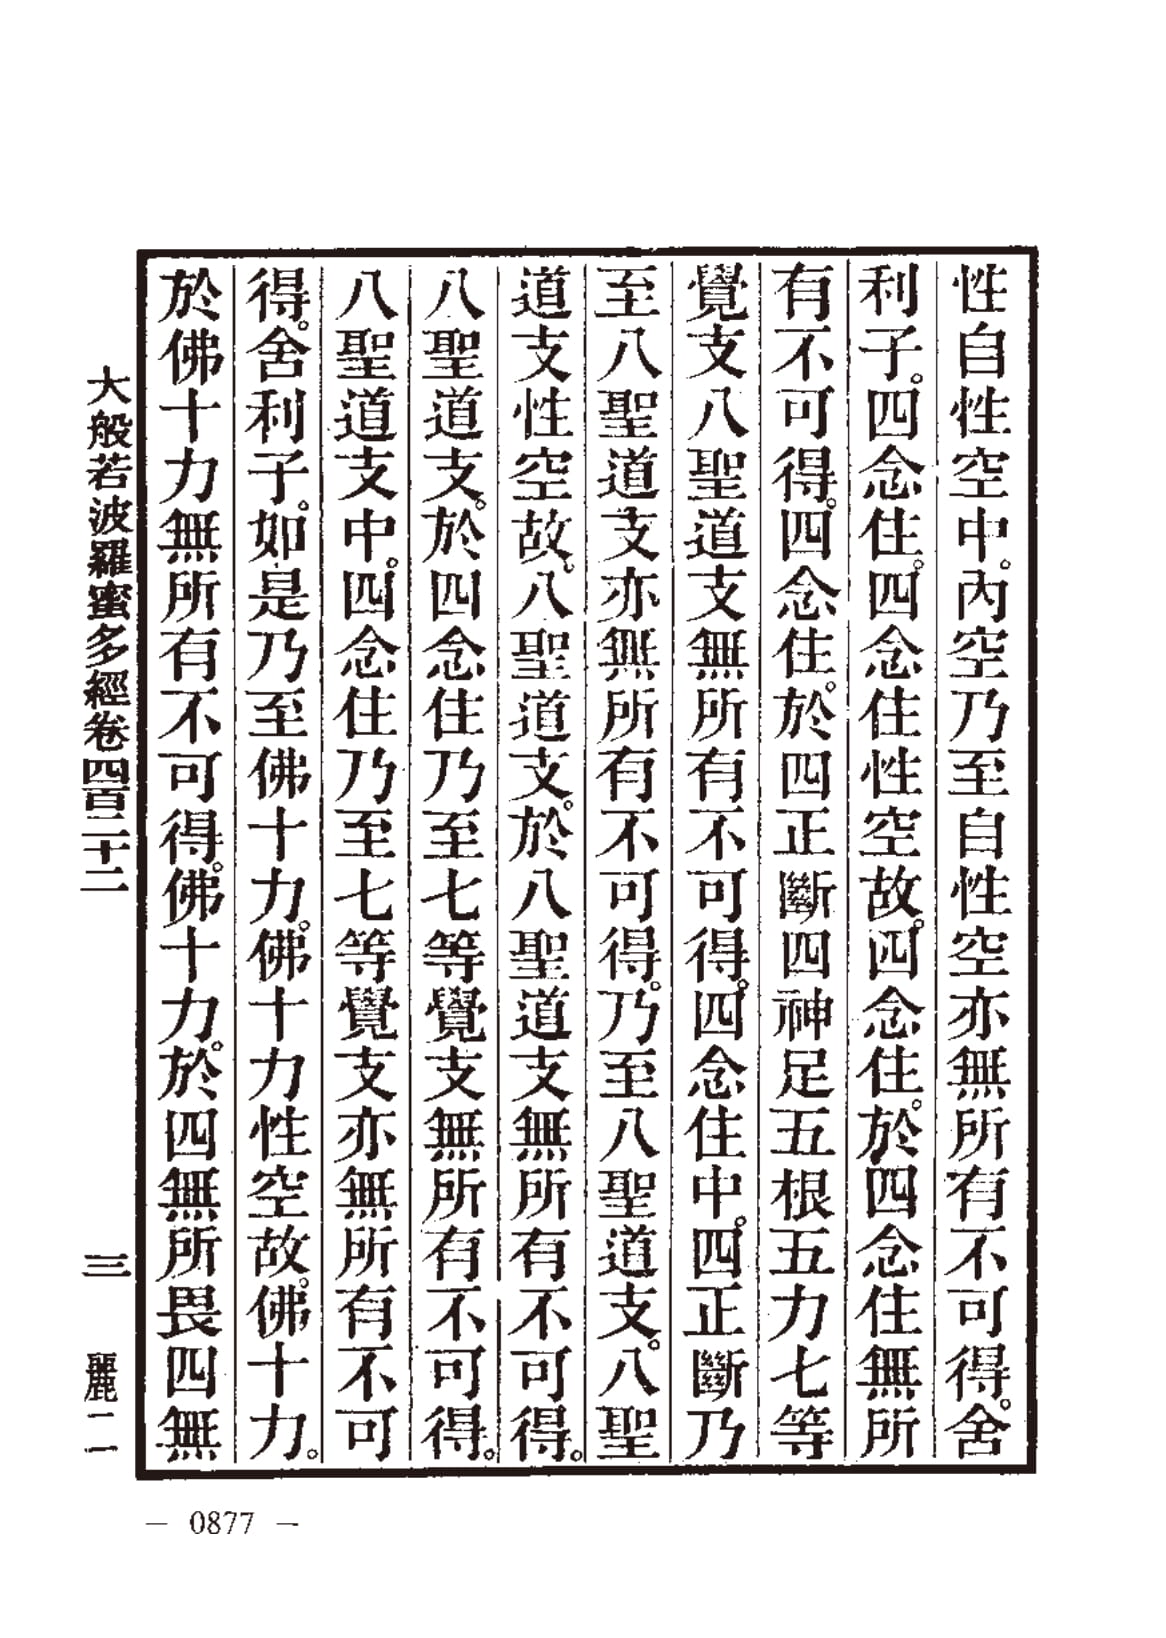 性自性空中。內空乃至自性空亦無所有不可得。舍
利子。四念住。四念住性空故。四念住。於四念住無所
有不可得。四念住。於四正斷四神足五根五力七等
覺支八聖道支無所有不可得。四念住中。四正斷乃
至八聖道支亦無所有不可得。乃至八聖道支。八聖
道支性空故。八聖道支。於八聖道支無所有不可得。
八聖道支。於四念住乃至七等覺支無所有不可得。
八聖道支中。四念住乃至七等覺支亦無所有不可
得。舍利子。如是乃至佛十力。佛十力性空故。佛十力。
於佛十力無所有不可得。佛十力。於四無所畏四無
大般若波羅蜜多經卷四百二十二 三 麗二
— 0877 —